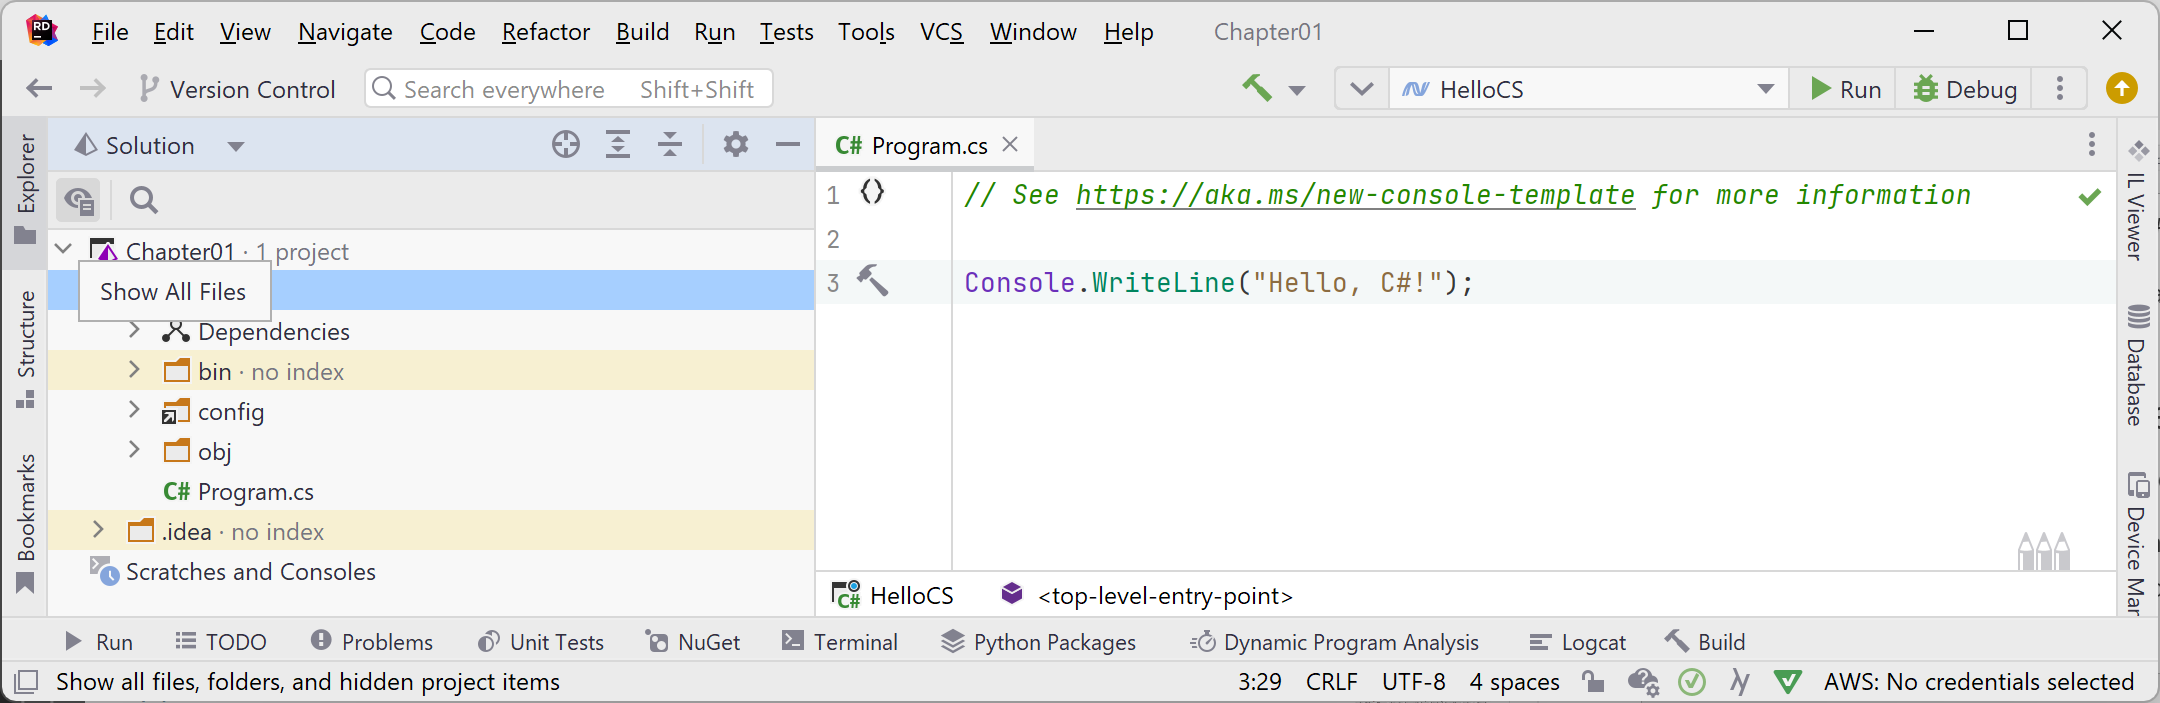 RD
File Edit View Navigate Code Refactor Build Run Tests Tools VCS Window Help Chapter01
Version Control Search everywhere Shift+Shift HelloCS Run Debug
Explorer
Structure
Bookmarks
Solution
Chapter01 · 1 project
Show All Files
Dependencies
bin · no index
config
obj
C# Program.cs
.idea · no index
Scratches and Consoles
C# Program.cs
1 {} // See https://aka.ms/new-console-template for more information
2
3 Console.WriteLine("Hello, C#!");
C# HelloCS <top-level-entry-point>
IL Viewer
Database
Device Mar
Run TODO Problems Unit Tests NuGet Terminal Python Packages Dynamic Program Analysis Logcat Build
Show all files, folders, and hidden project items 3:29 CRLF UTF-8 4 spaces AWS: No credentials selected